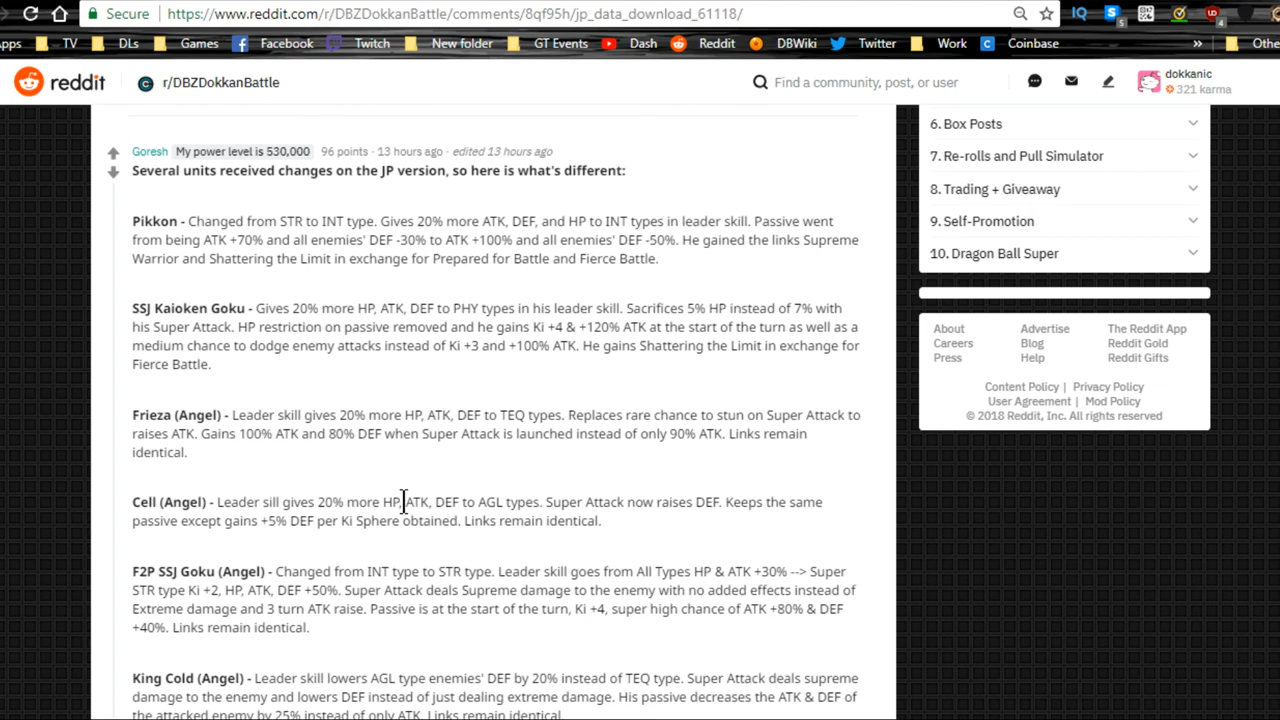 Secure https://www.reddit.com/r/DBZDokkanBattle/comments/8qf95h/jp_data_download_61118/
Apps TV DLs Games Facebook Twitch New folder GT Events Dash Reddit DBWiki Twitter Work Coinbase » Othe
reddit r/DBZDokkanBattle Find a community, post, or user dokkanic
321 karma
Goresh My power level is 530,000 96 points · 13 hours ago · edited 13 hours ago
Several units received changes on the JP version, so here is what's different:
Pikkon - Changed from STR to INT type. Gives 20% more ATK, DEF, and HP to INT types in leader skill. Passive went
from being ATK +70% and all enemies' DEF -30% to ATK +100% and all enemies' DEF -50%. He gained the links Supreme
Warrior and Shattering the Limit in exchange for Prepared for Battle and Fierce Battle.
SSJ Kaioken Goku - Gives 20% more HP, ATK, DEF to PHY types in his leader skill. Sacrifices 5% HP instead of 7% with
his Super Attack. HP restriction on passive removed and he gains Ki +4 & +120% ATK at the start of the turn as well as a
medium chance to dodge enemy attacks instead of Ki +3 and +100% ATK. He gains Shattering the Limit in exchange for
Fierce Battle.
Frieza (Angel) - Leader skill gives 20% more HP, ATK, DEF to TEQ types. Replaces rare chance to stun on Super Attack to
raises ATK. Gains 100% ATK and 80% DEF when Super Attack is launched instead of only 90% ATK. Links remain
identical.
Cell (Angel) - Leader sill gives 20% more HP, ATK, DEF to AGL types. Super Attack now raises DEF. Keeps the same
passive except gains +5% DEF per Ki Sphere obtained. Links remain identical.
F2P SSJ Goku (Angel) - Changed from INT type to STR type. Leader skill goes from All Types HP & ATK +30% --> Super
STR type Ki +2, HP, ATK, DEF +50%. Super Attack deals Supreme damage to the enemy with no added effects instead of
Extreme damage and 3 turn ATK raise. Passive is at the start of the turn, Ki +4, super high chance of ATK +80% & DEF
+40%. Links remain identical.
King Cold (Angel) - Leader skill lowers AGL type enemies' DEF by 20% instead of TEQ type. Super Attack deals supreme
damage to the enemy and lowers DEF instead of just dealing extreme damage. His passive decreases the ATK & DEF of
the attacked enemy by 25% instead of only ATK. Links remain identical.
6. Box Posts
7. Re-rolls and Pull Simulator
8. Trading + Giveaway
9. Self-Promotion
10. Dragon Ball Super
About Advertise The Reddit App
Careers Blog Reddit Gold
Press Help Reddit Gifts
Content Policy | Privacy Policy
User Agreement | Mod Policy
© 2018 Reddit, Inc. All rights reserved